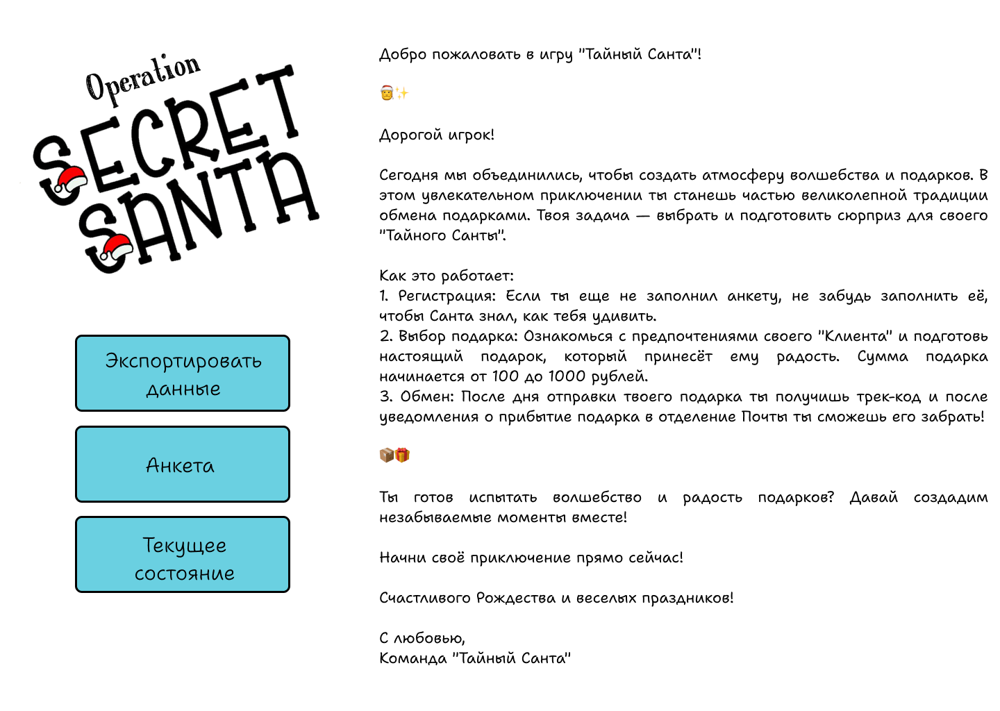 Operation
SECRET
SANTA
Экспортировать
данные
Анкета
Текущее
состояние
Добро пожаловать в игру "Тайный Санта"!
🎅✨
Дорогой игрок!
Сегодня мы объединились, чтобы создать атмосферу волшебства и подарков. В
этом увлекательном приключении ты станешь частью великолепной традиции
обмена подарками. Твоя задача — выбрать и подготовить сюрприз для своего
"Тайного Санты".
Как это работает:
1. Регистрация: Если ты еще не заполнил анкету, не забудь заполнить её,
чтобы Санта знал, как тебя удивить.
2. Выбор подарка: Ознакомься с предпочтениями своего "Клиента" и подготовь
настоящий подарок, который принесёт ему радость. Сумма подарка
начинается от 100 до 1000 рублей.
3. Обмен: После дня отправки твоего подарка ты получишь трек-код и после
уведомления о прибытие подарка в отделение Почты ты сможешь его забрать!
📦🎁
Ты готов испытать волшебство и радость подарков? Давай создадим
незабываемые моменты вместе!
Начни своё приключение прямо сейчас!
Счастливого Рождества и веселых праздников!
С любовью,
Команда "Тайный Санта"